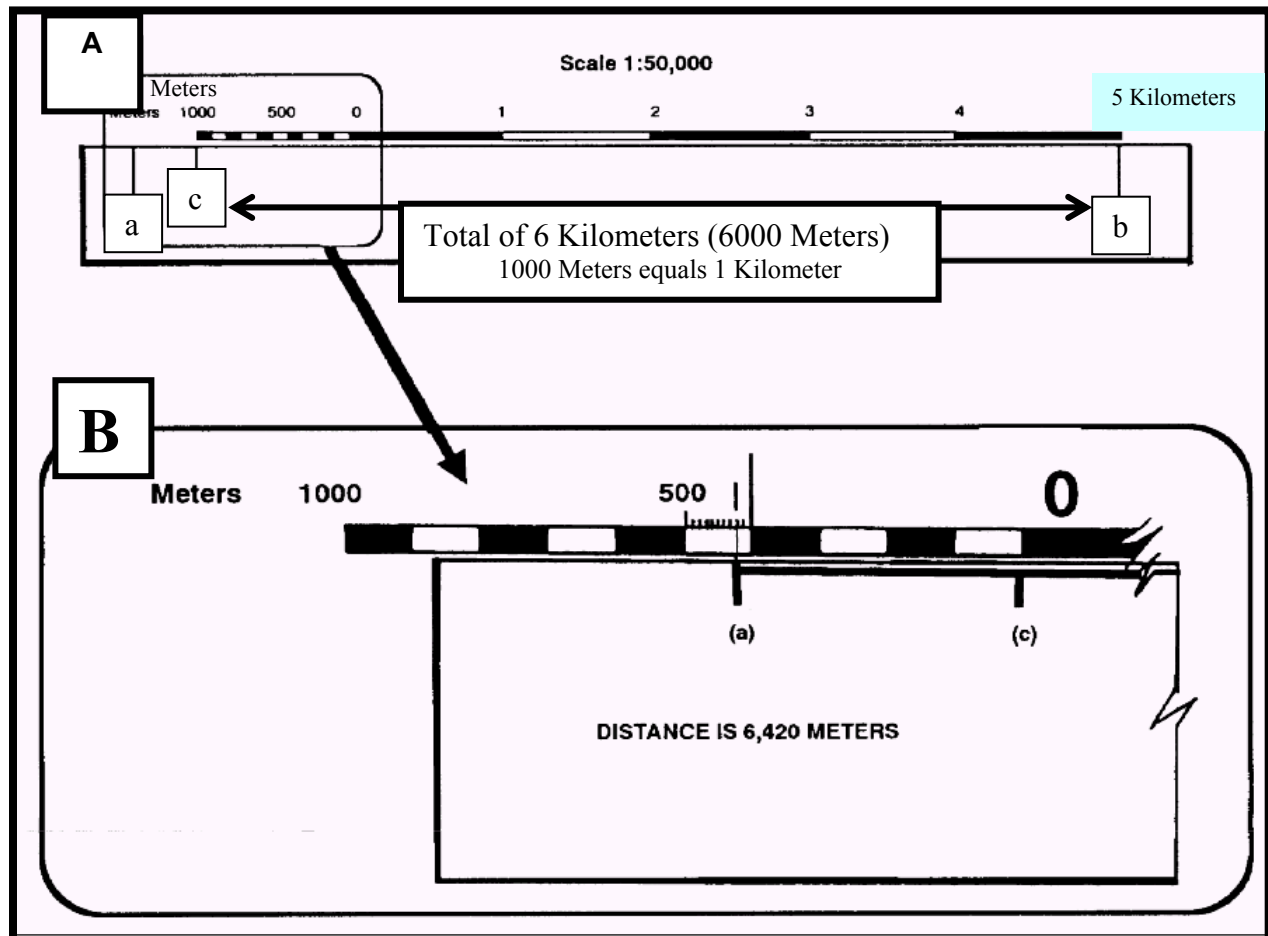 A
Scale 1:50,000
Meters
Meters 1000 500 0 1 2 3 4 5 Kilometers
a c b
Total of 6 Kilometers (6000 Meters)
1000 Meters equals 1 Kilometer
B
Meters 1000 500 0
(a) (c)
DISTANCE IS 6,420 METERS